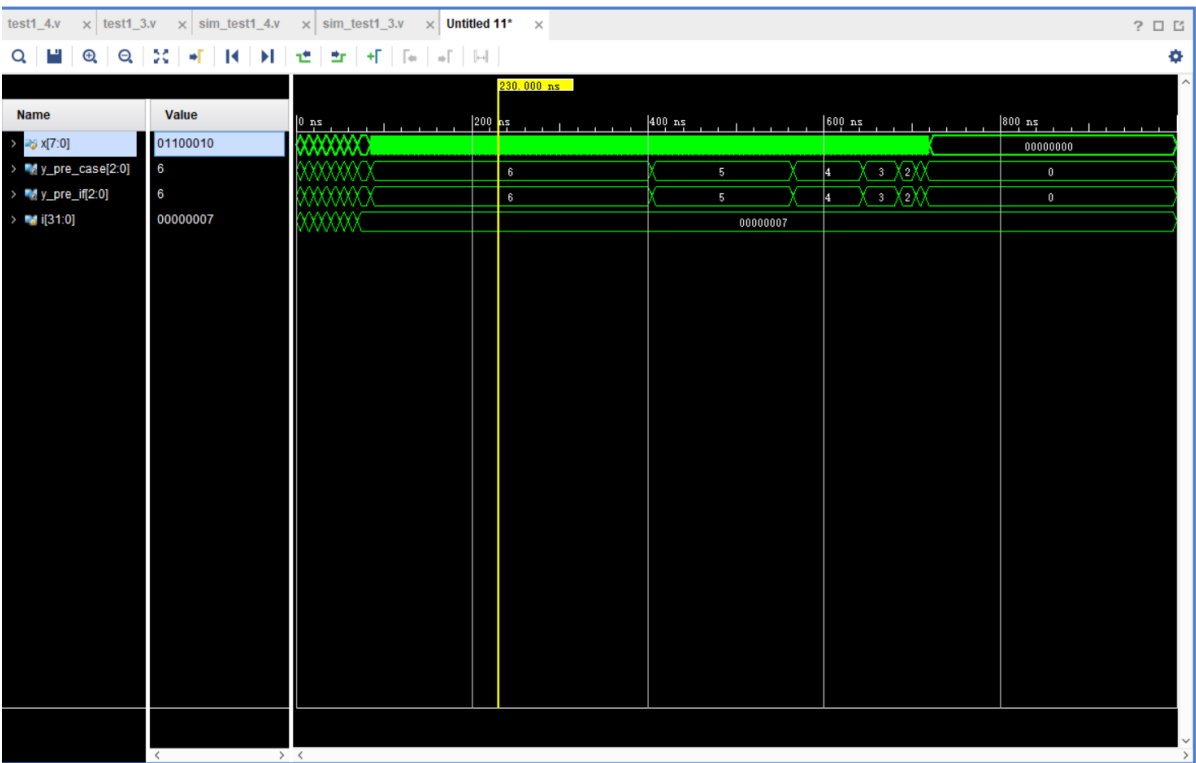 test1_4.v × test1_3.v × sim_test1_4.v × sim_test1_3.v × Untitled 11* ×
?
230.000 ns
Name Value
0 ns 200 ns 400 ns 600 ns 800 ns
> x[7:0] 01100010 00000000
> y_pre_case[2:0] 6 6 5 4 3 2 0
> y_pre_if[2:0] 6 6 5 4 3 2 0
> i[31:0] 00000007 00000007